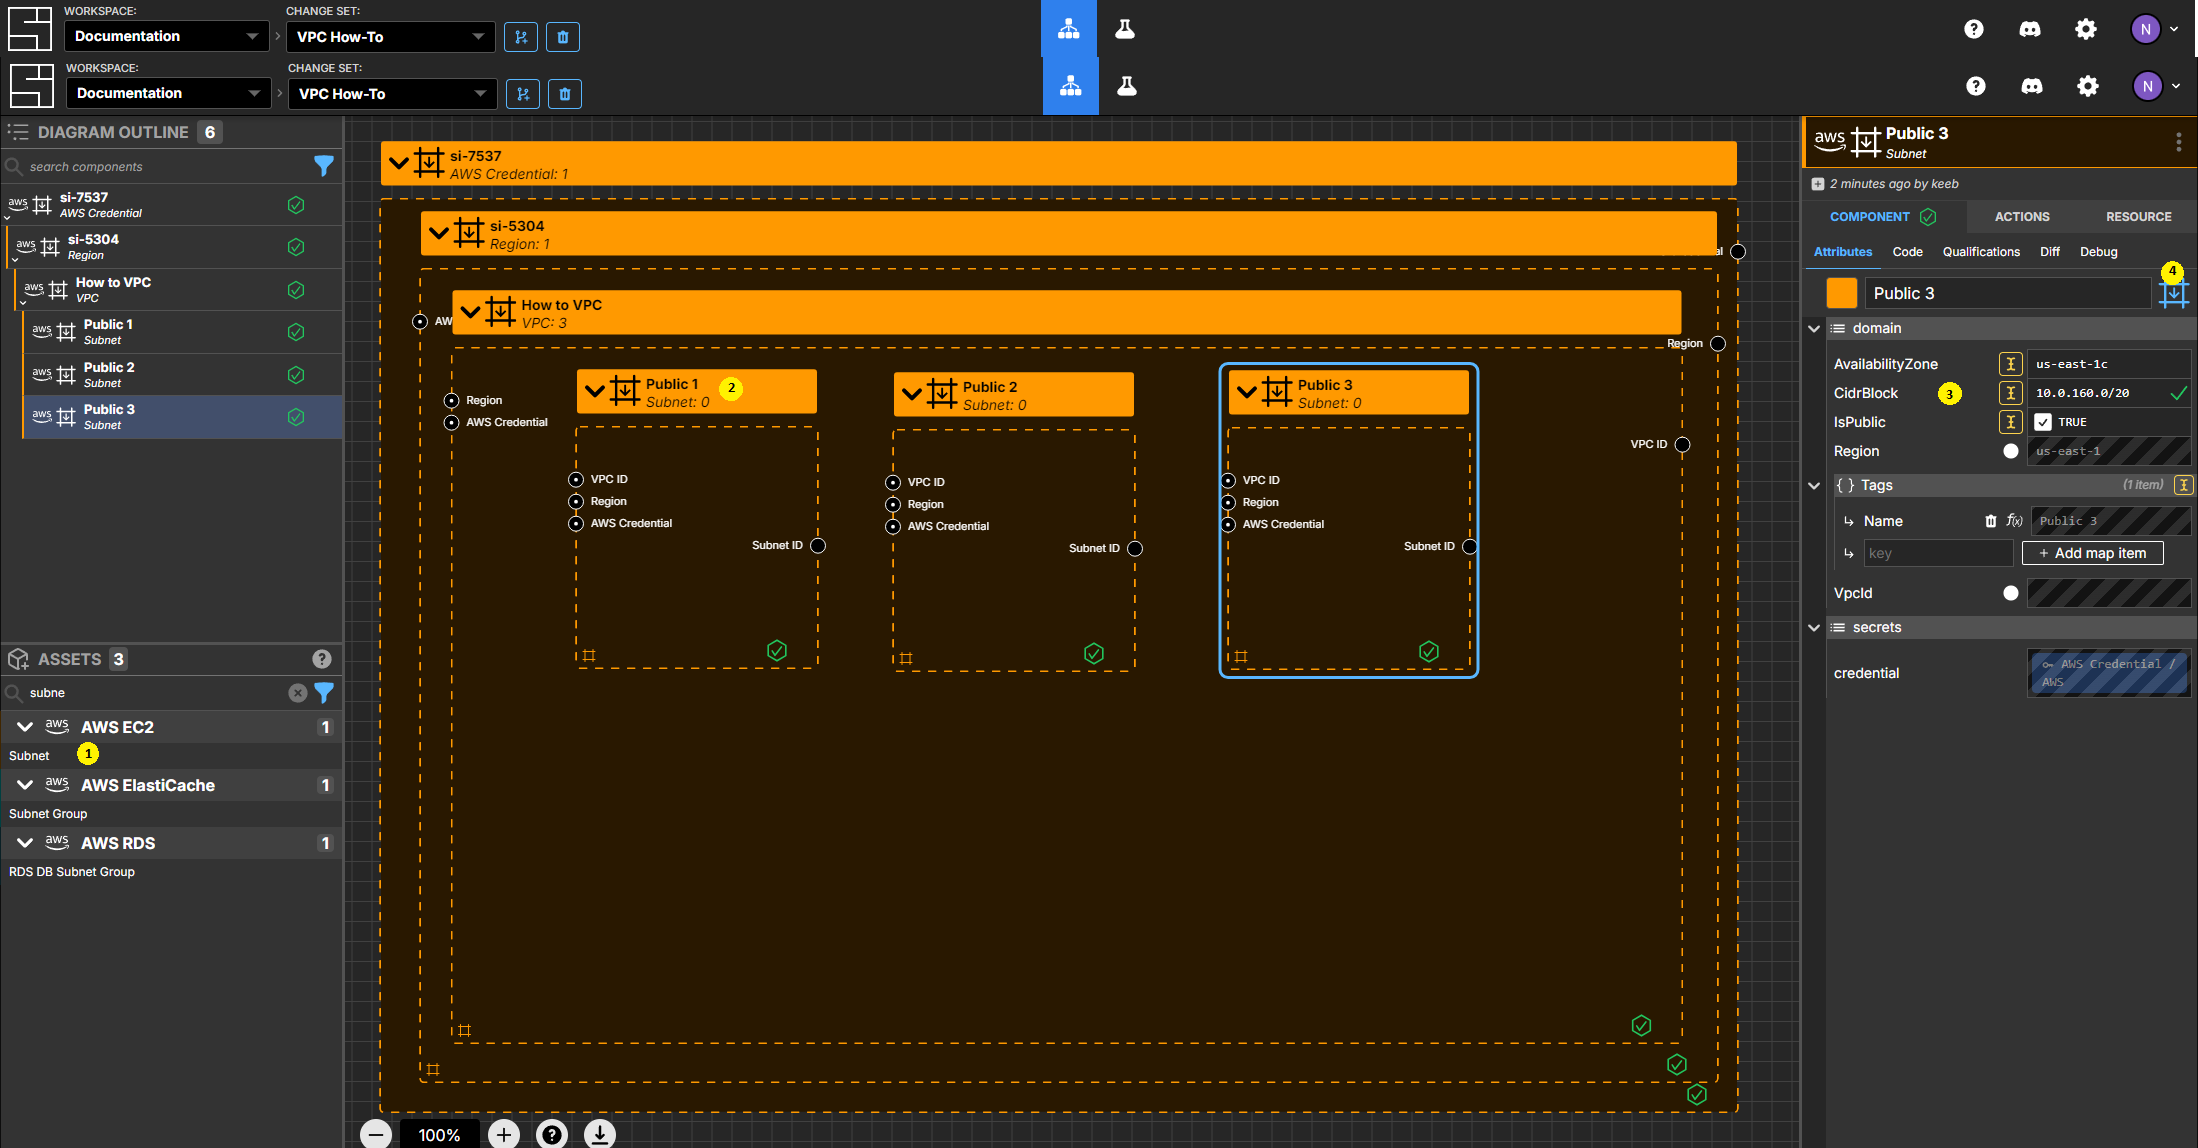 WORKSPACE:
CHANGE SET:
Documentation
VPC How-To
N
WORKSPACE:
CHANGE SET:
Documentation
VPC How-To
N
DIAGRAM OUTLINE 6
search components
aws si-7537
AWS Credential
aws si-5304
Region
aws How to VPC
VPC
aws Public 1
Subnet
aws Public 2
Subnet
aws Public 3
Subnet
ASSETS 3
subne
aws AWS EC2 1
Subnet 1
aws AWS ElastiCache 1
Subnet Group
aws AWS RDS 1
RDS DB Subnet Group
si-7537
AWS Credential: 1
si-5304
Region: 1
al
How to VPC
VPC: 3
AW
Region
Region
AWS Credential
VPC ID
Public 1 2
Subnet: 0
VPC ID
Region
AWS Credential
Subnet ID
Public 2
Subnet: 0
VPC ID
Region
AWS Credential
Subnet ID
Public 3
Subnet: 0
VPC ID
Region
AWS Credential
Subnet ID
100%
aws Public 3
Subnet
2 minutes ago by keeb
COMPONENT ACTIONS RESOURCE
Attributes Code Qualifications Diff Debug
4
Public 3
domain
AvailabilityZone us-east-1c
CidrBlock 3 10.0.160.0/20
IsPublic TRUE
Region us-east-1
{ } Tags (1 item)
Name f(x) Public 3
key + Add map item
VpcId
secrets
credential AWS Credential /
AWS